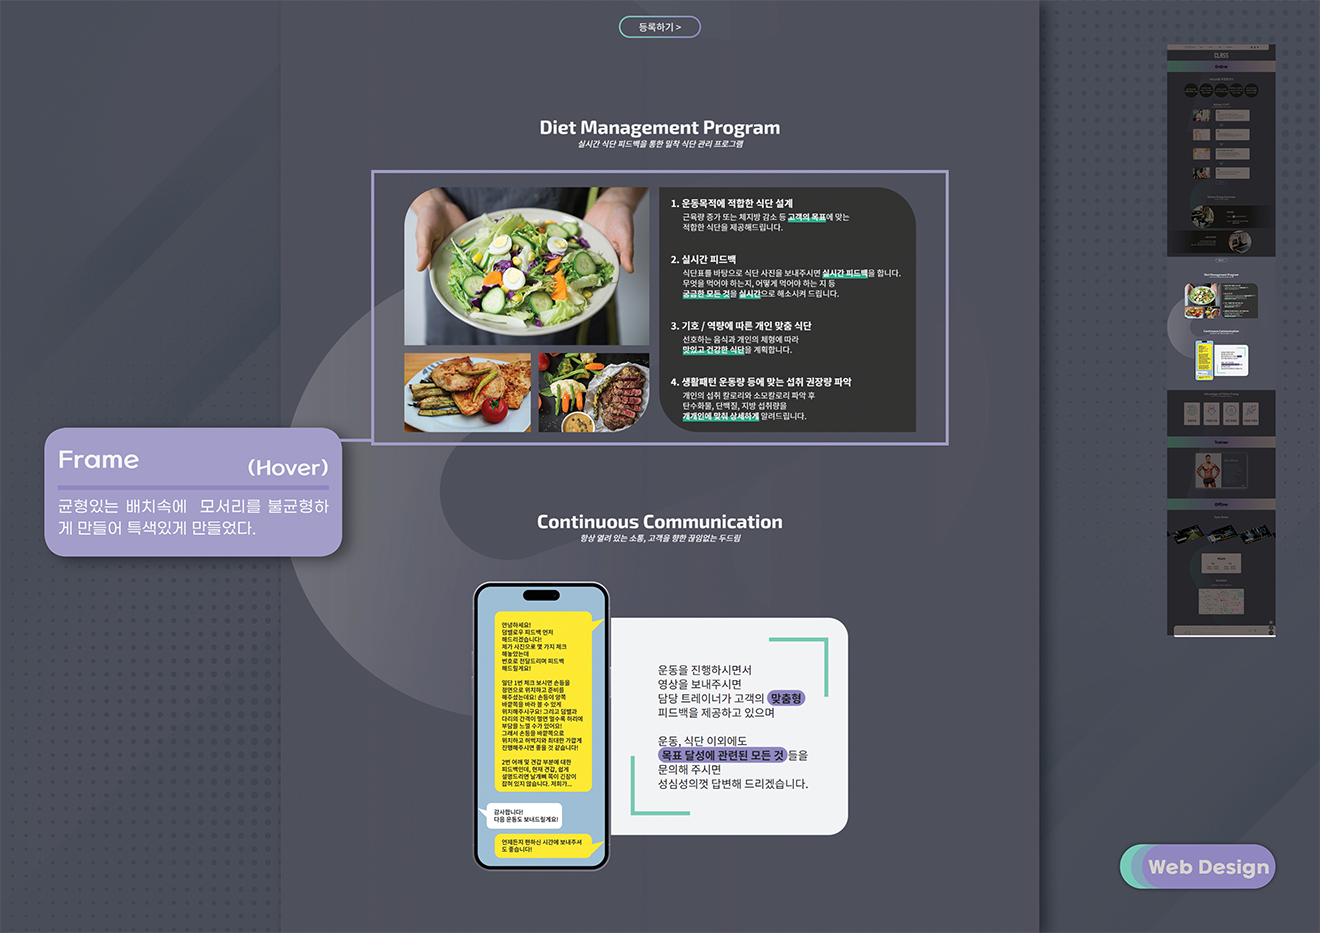 등록하기 >
Diet Management Program
실시간 식단 피드백을 통한 밀착 식단 관리 프로그램
1. 운동목적에 적합한 식단 설계
근육량 증가 또는 체지방 감소 등 고객의 목표에 맞는
적합한 식단을 제공해드립니다.
2. 실시간 피드백
식단표를 바탕으로 식단 사진을 보내주시면 실시간 피드백을 합니다.
무엇을 먹어야 하는지, 어떻게 먹어야 하는 지 등
궁금한 모든 것을 실시간으로 해소시켜 드립니다.
3. 기호 / 역량에 따른 개인 맞춤 식단
선호하는 음식과 개인의 체형에 따라
맛있고 건강한 식단을 계획합니다.
4. 생활패턴 운동량 등에 맞는 섭취 권장량 파악
개인의 섭취 칼로리와 소모칼로리 파악 후
탄수화물, 단백질, 지방 섭취량을
개개인에 맞춰 상세하게 알려드립니다.
Frame
(Hover)
균형있는 배치속에 모서리를 불균형하
게 만들어 특색있게 만들었다.
Continuous Communication
항상 열려 있는 소통, 고객을 향한 끊임없는 두드림
안녕하세요!
덤벨로우 피드백 먼저
해드리겠습니다!
제가 사진으로 몇 가지 체크
해놓았는데
번호로 전달드리며 피드백
해드릴게요!
일단 1번 체크 보시면 손등을
정면으로 위치하고 준비를
해주셨는데요! 손등이 양쪽
바깥쪽을 바라 볼 수 있게
위치해주시구요! 그리고 덤벨과
다리의 간격이 멀면 멀수록 허리에
부담을 느낄 수가 있어요!
그래서 손등을 바깥쪽으로
위치하고 허벅지와 최대한 가깝게
진행해주시면 좋을 것 같습니다!
2번 어깨 및 견갑 부분에 대한
피드백인데, 현재 견갑, 쉽게
설명드리면 날개뼈 쪽이 긴장이
잡혀 있지 않습니다. 저희가...
감사합니다!
다음 운동도 보내드릴게요!
언제든지 편하신 시간에 보내주셔
도 좋습니다!
운동을 진행하시면서
영상을 보내주시면
담당 트레이너가 고객의 맞춤형
피드백을 제공하고 있으며
운동, 식단 이외에도
목표 달성에 관련된 모든 것 들을
문의해 주시면
성심성의껏 답변해 드리겠습니다.
CLASS
Online
Diet Management Program
Continuous Communication
Trainer
Offline
Web Design